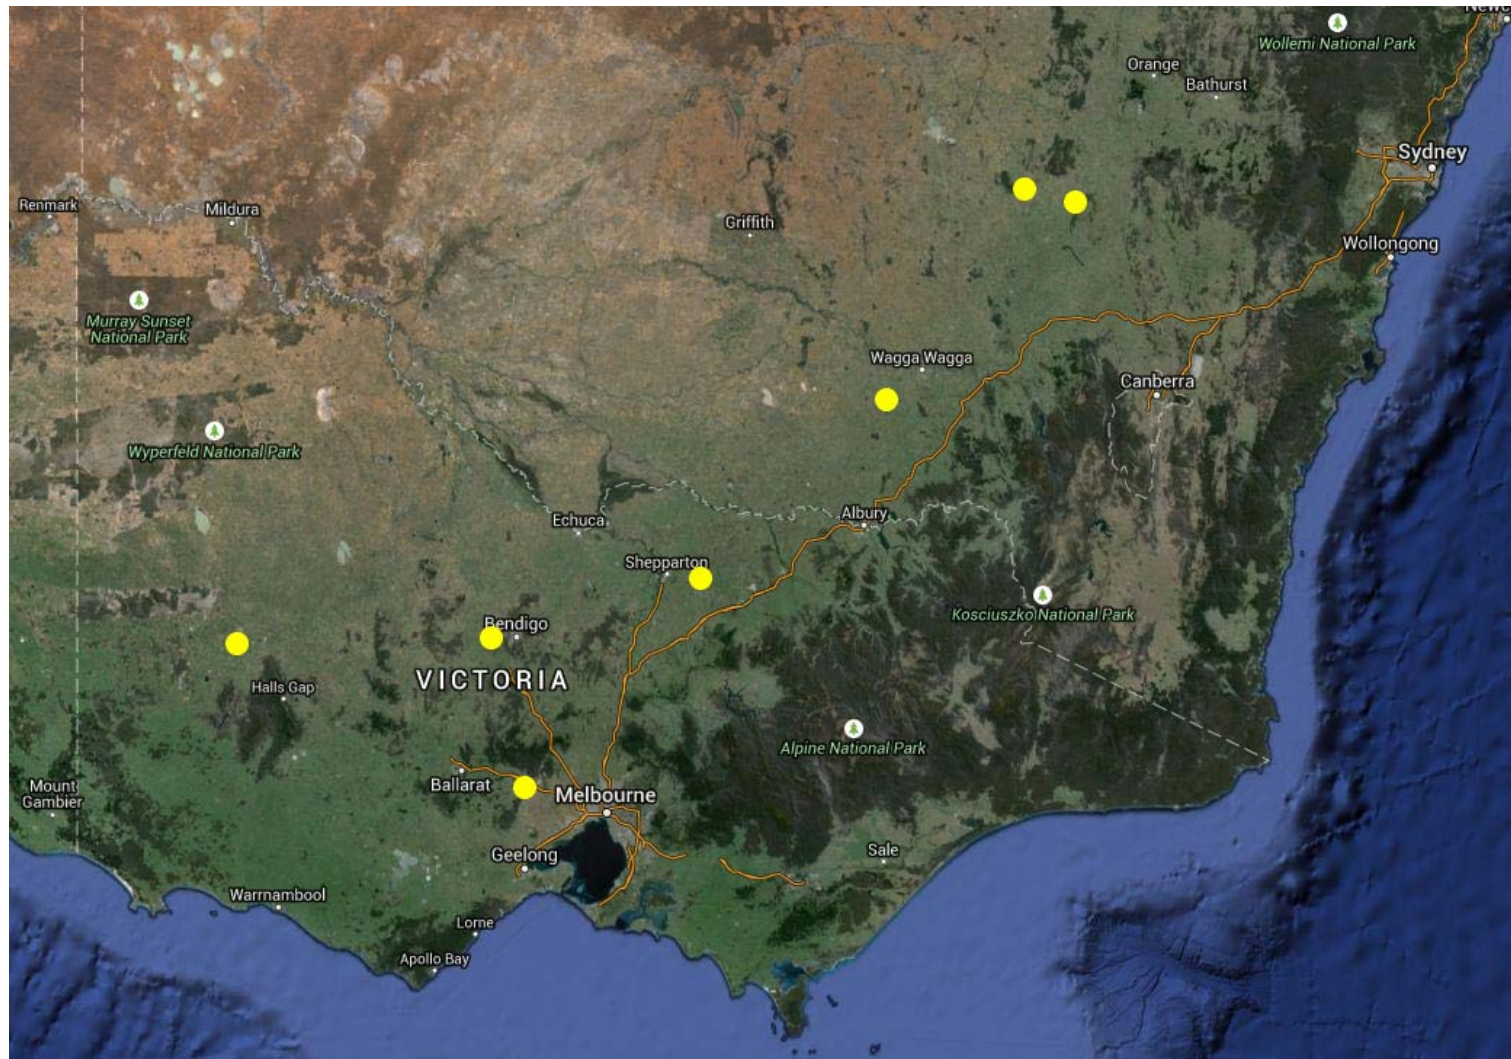 Wollemi National Park
Orange
Bathurst
Sydney
Renmark
Mildura
Griffith
Wollongong
Murray Sunset
National Park
Wagga Wagga
Canberra
Wyperfeld National Park
Echuca
Albury
Shepparton
Kosciuszko National Park
Bendigo
VICTORIA
Halls Gap
Alpine National Park
Mount
Gambier
Ballarat
Melbourne
Geelong
Sale
Warrnambool
Lorne
Apollo Bay